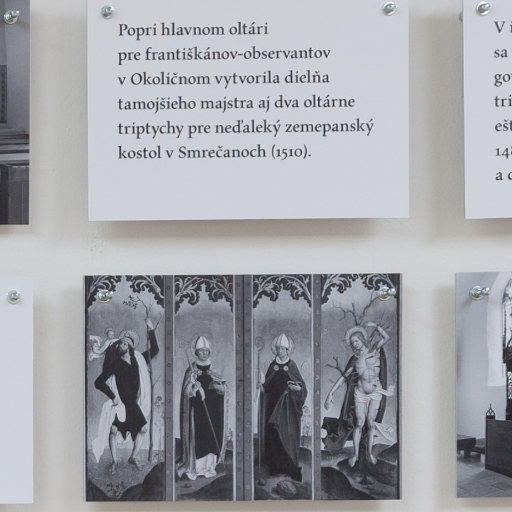 Popri hlavnom oltári
pre františkánov-observantov
v Okoličnom vytvorila dielňa
tamojšieho majstra aj dva oltárne
triptychy pre neďaleký zemepanský
kostol v Smrečanoch (1510).
V
sa